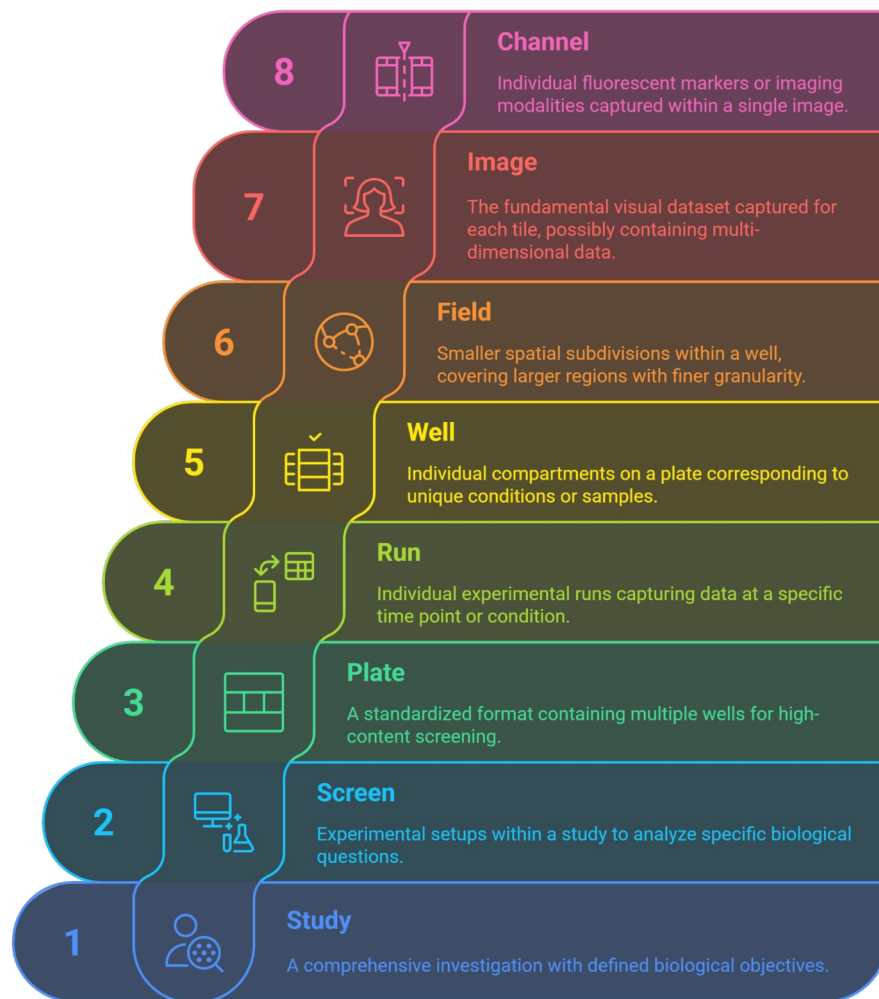 8
Channel
Individual fluorescent markers or imaging
modalities captured within a single image.
7
Image
The fundamental visual dataset captured for
each tile, possibly containing multi-
dimensional data.
6
Field
Smaller spatial subdivisions within a well,
covering larger regions with finer granularity.
5
Well
Individual compartments on a plate corresponding to
unique conditions or samples.
4
Run
Individual experimental runs capturing data at a specific
time point or condition.
3
Plate
A standardized format containing multiple wells for high-
content screening.
2
Screen
Experimental setups within a study to analyze specific biological
questions.
1
Study
A comprehensive investigation with defined biological objectives.